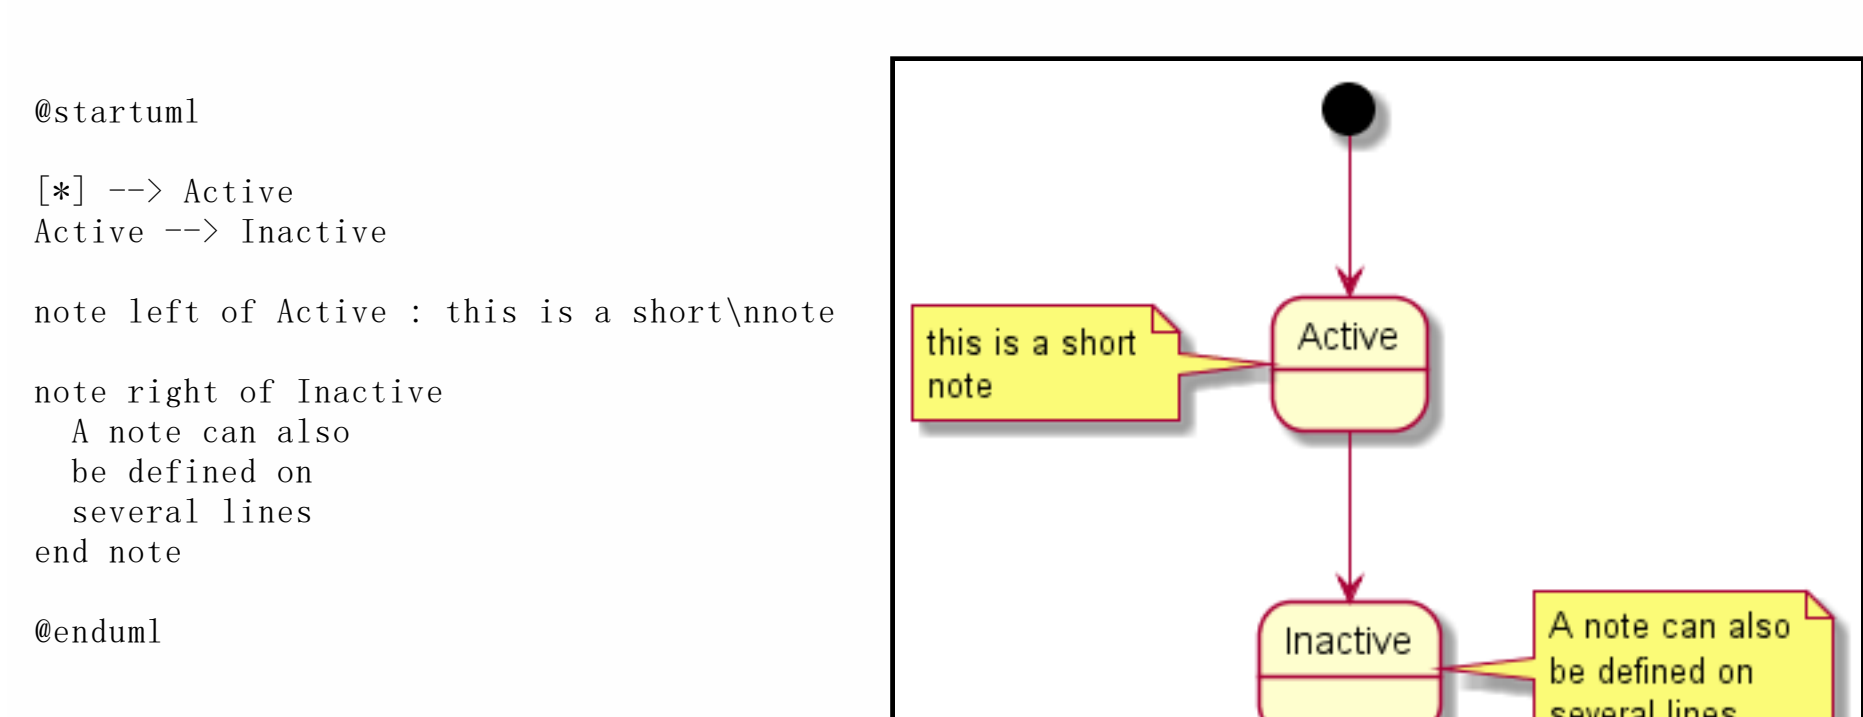 @startuml
[*] --> Active
Active --> Inactive
note left of Active : this is a short\nnote
note right of Inactive
A note can also
be defined on
several lines
end note
@enduml
this is a short
note
Active
Inactive
A note can also
be defined on
several lines